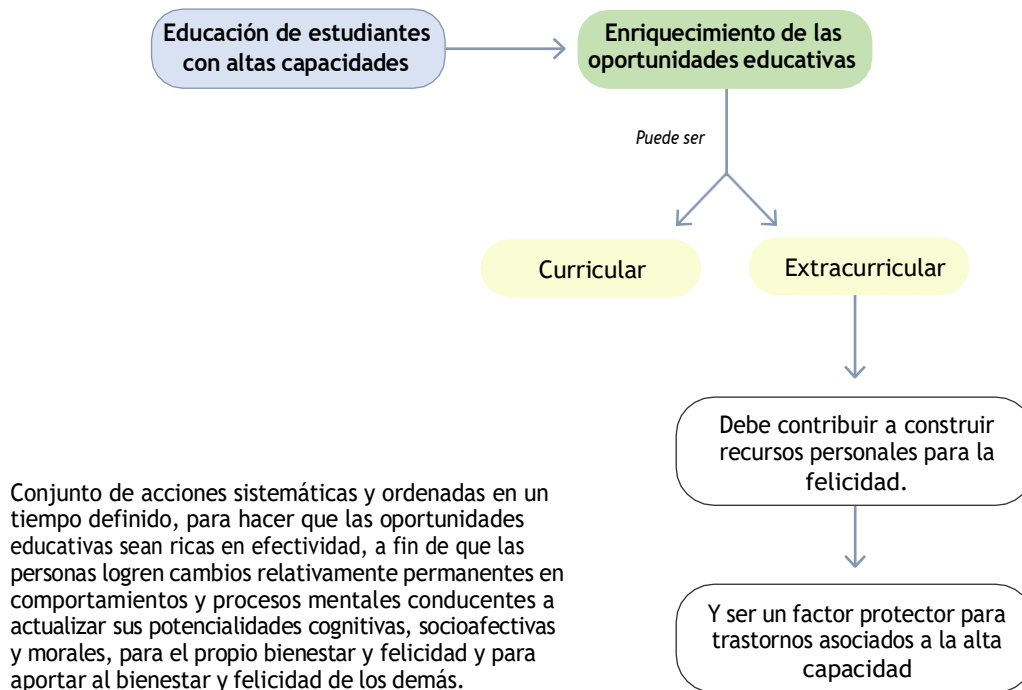 Educación de estudiantes
con altas capacidades
Enriquecimiento de las
oportunidades educativas
Puede ser
Curricular
Extracurricular
Debe contribuir a construir
recursos personales para la
felicidad.
Conjunto de acciones sistemáticas y ordenadas en un
tiempo definido, para hacer que las oportunidades
educativas sean ricas en efectividad, a fin de que las
personas logren cambios relativamente permanentes en
comportamientos y procesos mentales conducentes a
actualizar sus potencialidades cognitivas, socioafectivas
y morales, para el propio bienestar y felicidad y para
aportar al bienestar y felicidad de los demás.
Y ser un factor protector para
trastornos asociados a la alta
capacidad